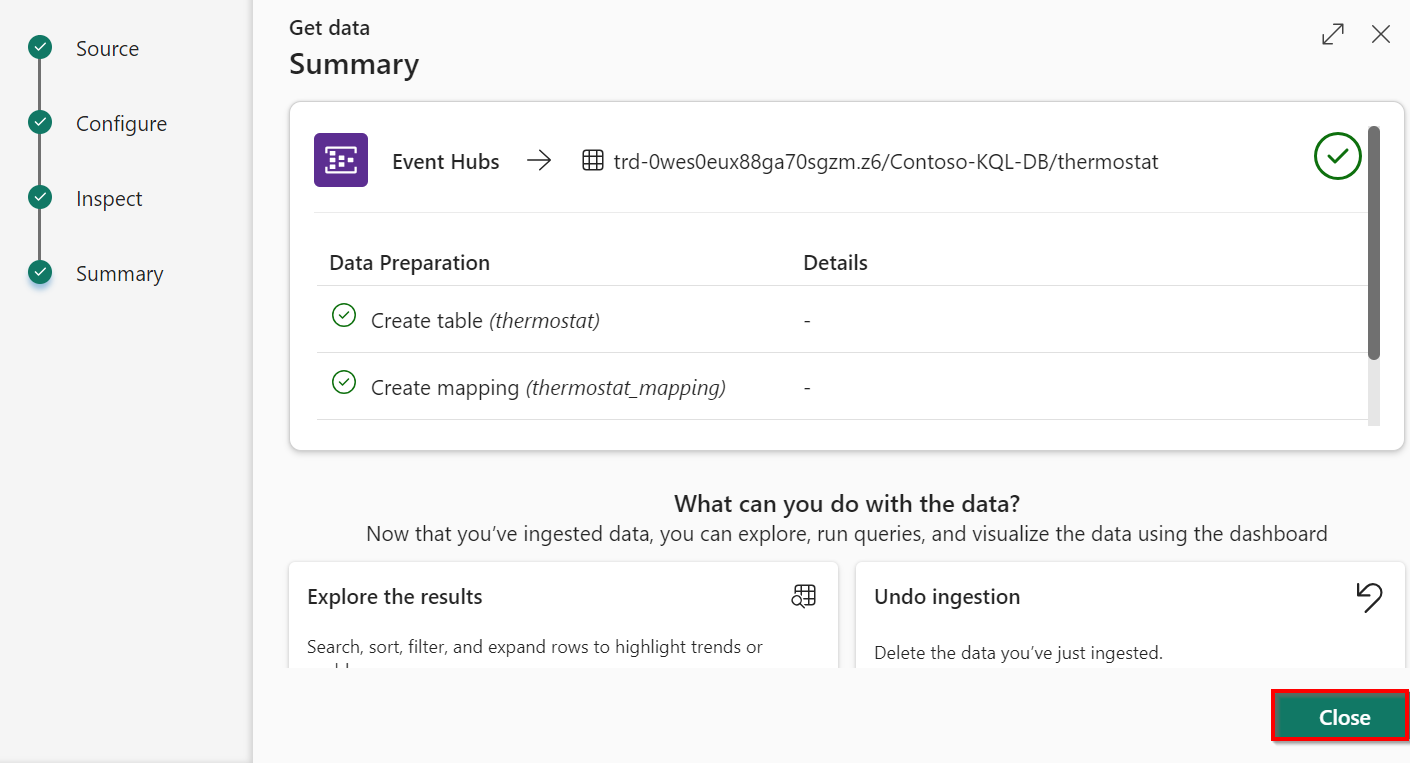 Source
Configure
Inspect
Summary
Get data
Summary
Event Hubs
trd-0wes0eux88ga70sgzm.z6/Contoso-KQL-DB/thermostat
Data Preparation Details
Create table (thermostat) -
Create mapping (thermostat_mapping) -
What can you do with the data?
Now that you’ve ingested data, you can explore, run queries, and visualize the data using the dashboard
Explore the results
Search, sort, filter, and expand rows to highlight trends or
Undo ingestion
Delete the data you’ve just ingested.
Close